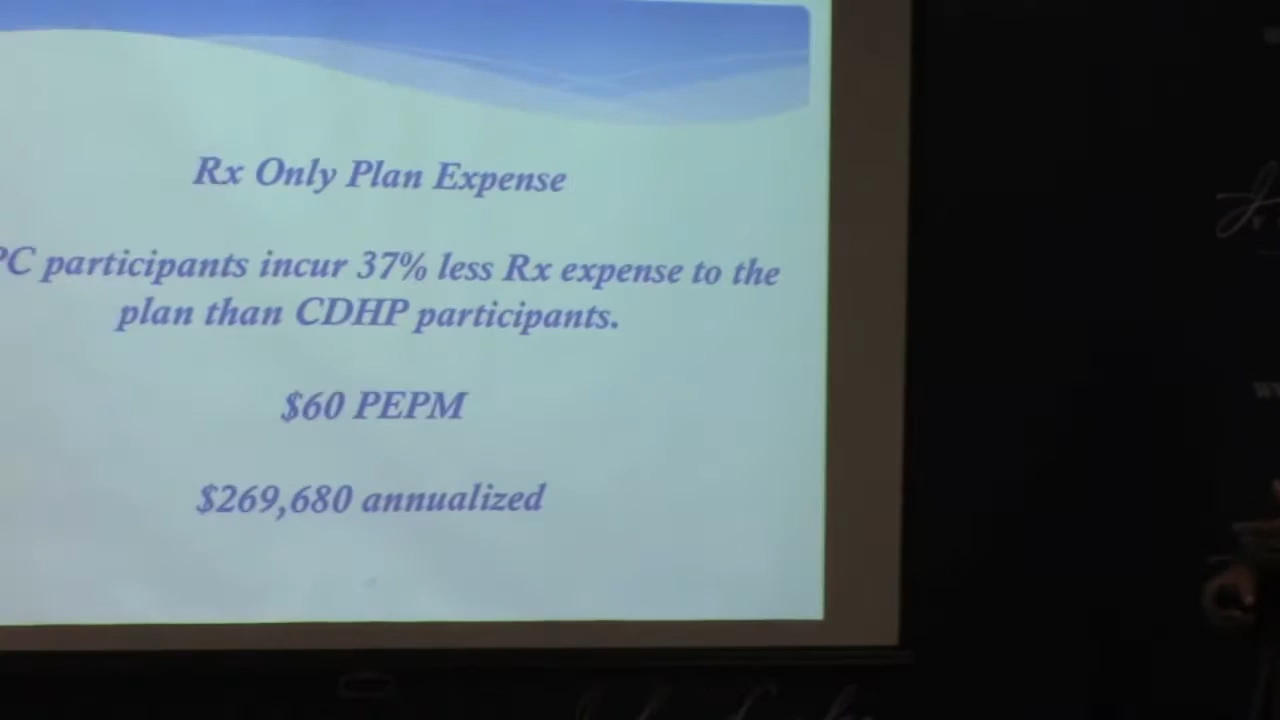 Rx Only Plan Expense
PC participants incur 37% less Rx expense to the
plan than CDHP participants.
$60 PEPM
$269,680 annualized